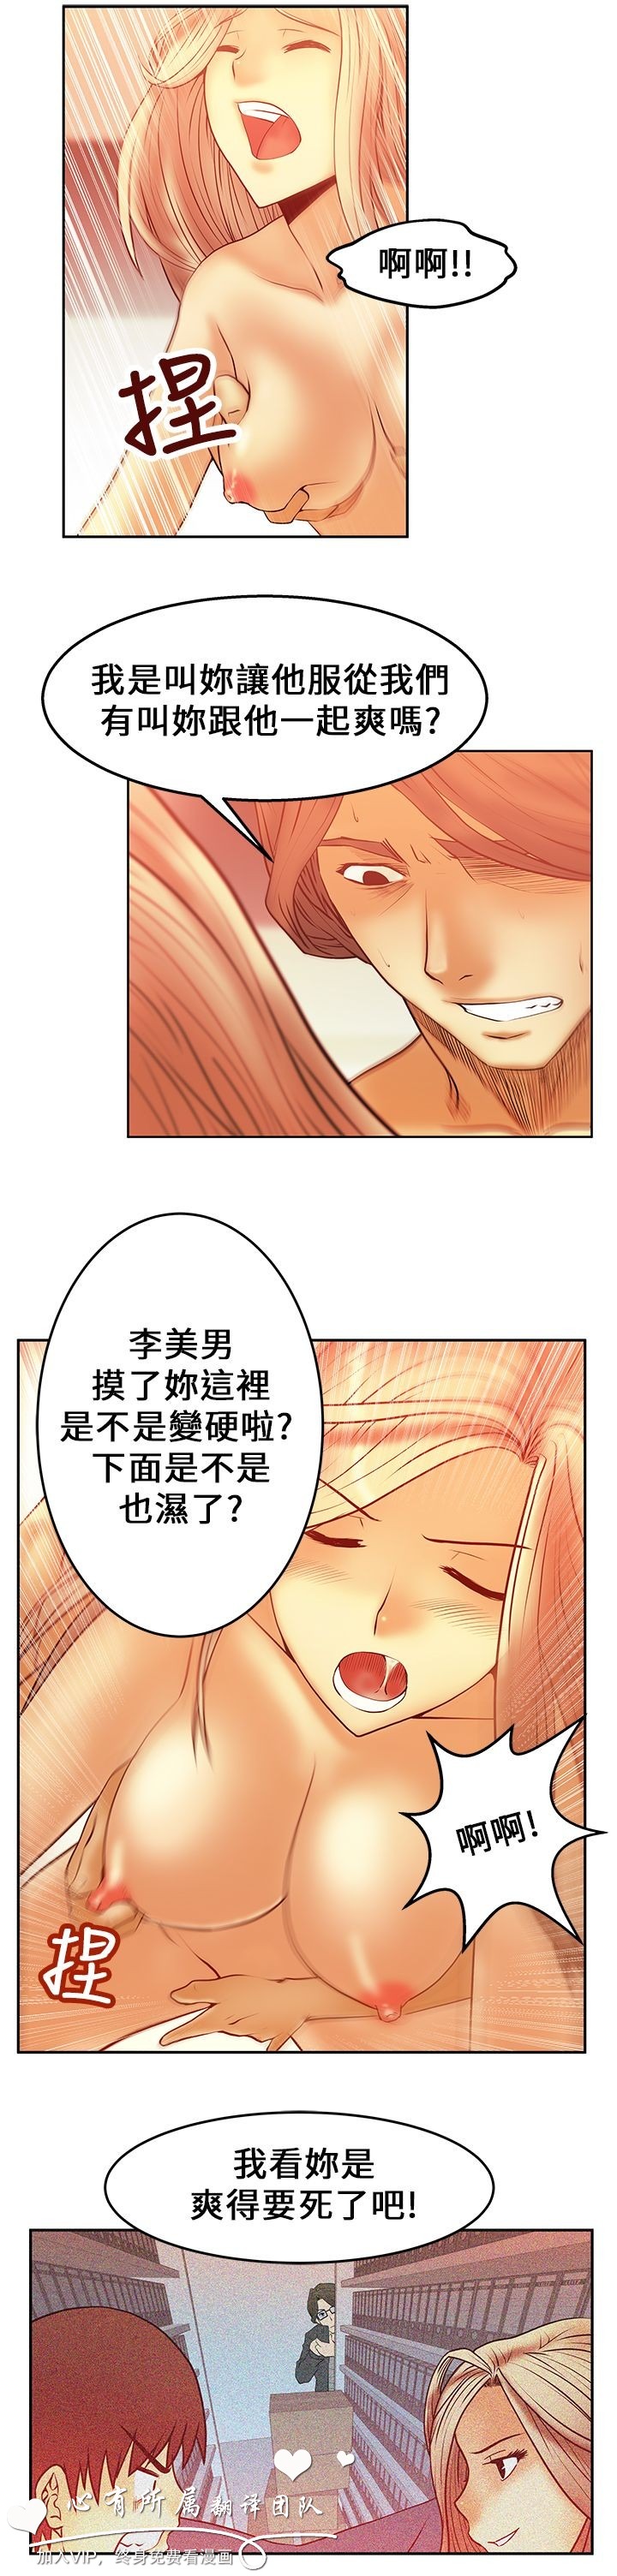 啊啊!!
捏
我是叫妳讓他服從我們
有叫妳跟他一起爽嗎?
李美男
摸了妳這裡
是不是變硬啦?
下面是不是
也濕了?
啊啊!
捏
我看妳是
爽得要死了吧!
心有所属翻译团队
加入VIP，终身免费看漫画